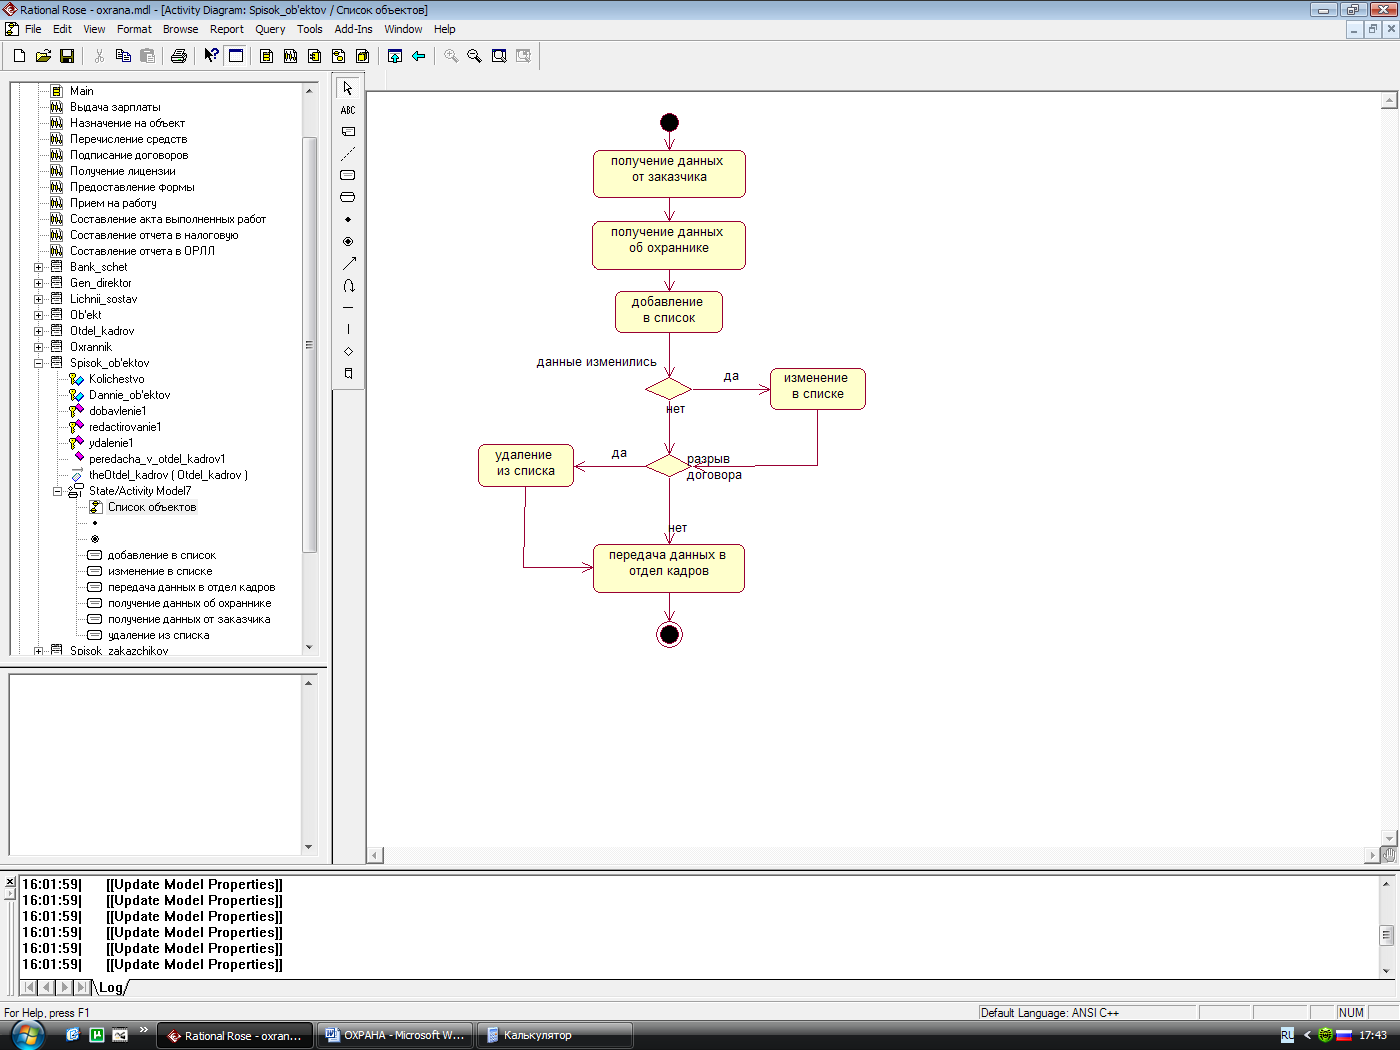 Rational Rose - oxrana.mdl - [Activity Diagram: Spisok_ob'ektov / Список объектов]
File Edit View Format Browse Report Query Tools Add-Ins Window Help
Main
Выдача зарплаты
Назначение на объект
Перечисление средств
Подписание договоров
Получение лицензии
Предоставление формы
Прием на работу
Составление акта выполненных работ
Составление отчета в налоговую
Составление отчета в ОРЛЛ
Bank_schet
Gen_direktor
Lichnii_sostav
Ob'ekt
Otdel_kadrov
Oxrannik
Spisok_ob'ektov
Kolichestvo
Dannie_ob'ektov
dobavlenie1
redactirovanie1
ydalenie1
peredacha_v_otdel_kadrov1
theOtdel_kadrov ( Otdel_kadrov )
State/Activity Model7
Список объектов
добавление в список
изменение в списке
передача данных в отдел кадров
получение данных об охраннике
получение данных от заказчика
удаление из списка
Spisok_zakazchikov
ABC
получение данных
от заказчика
получение данных
об охраннике
добавление
в список
данные изменились
да
изменение
в списке
нет
удаление
из списка
да
разрыв
договора
нет
передача данных в
отдел кадров
16:01:59| [[Update Model Properties]]
16:01:59| [[Update Model Properties]]
16:01:59| [[Update Model Properties]]
16:01:59| [[Update Model Properties]]
16:01:59| [[Update Model Properties]]
16:01:59| [[Update Model Properties]]
Log
For Help, press F1
Default Language: ANSI C++
NUM
Rational Rose - oxran...
ОХРАНА - Microsoft W...
Калькулятор
RL
17:43